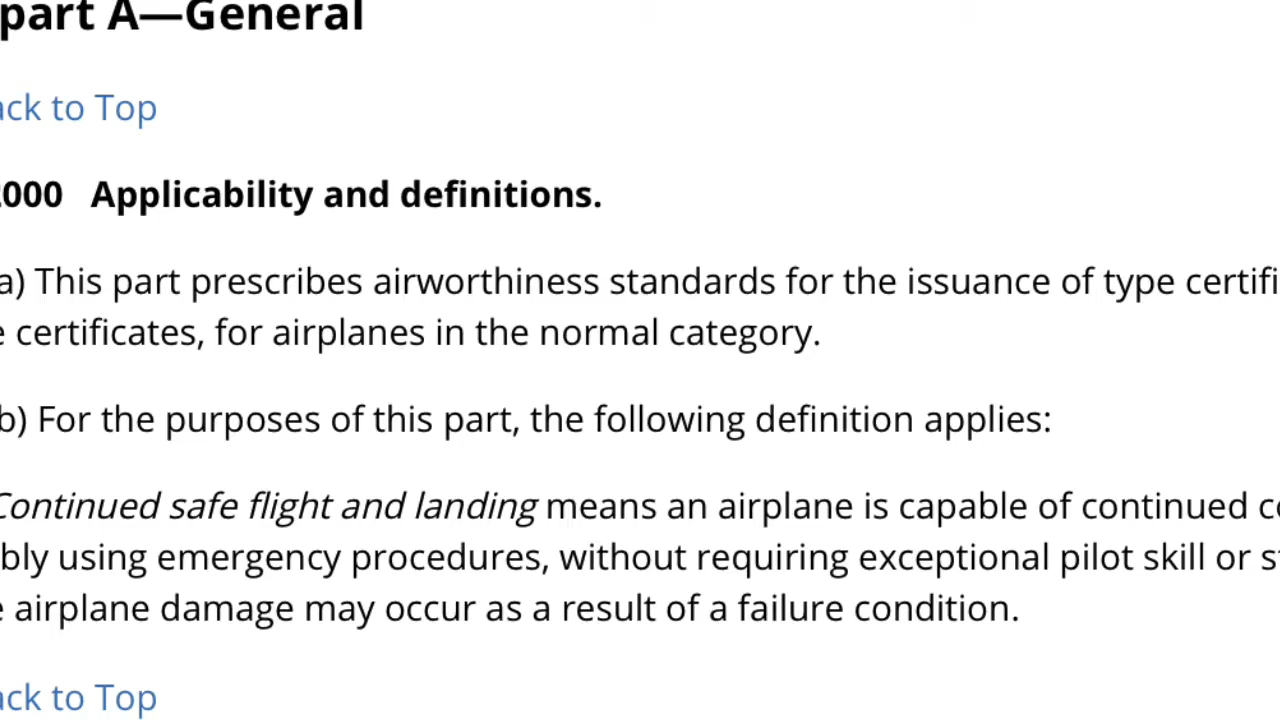 part A—General
ack to Top
2000 Applicability and definitions.
a) This part prescribes airworthiness standards for the issuance of type certifi
e certificates, for airplanes in the normal category.
b) For the purposes of this part, the following definition applies:
Continued safe flight and landing means an airplane is capable of continued co
bly using emergency procedures, without requiring exceptional pilot skill or st
e airplane damage may occur as a result of a failure condition.
ack to Top